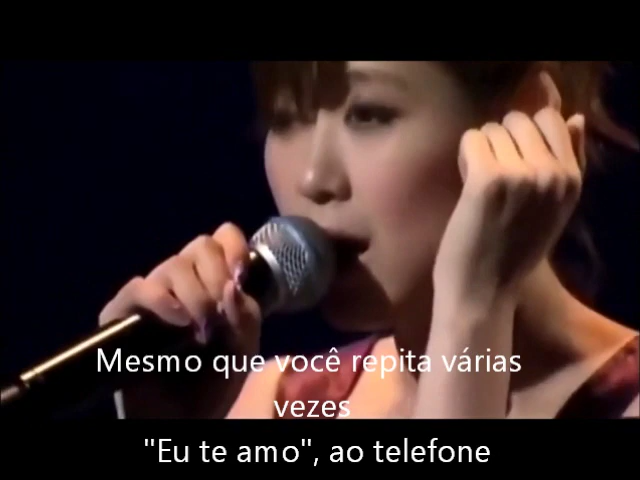 Mesmo que você repita várias
vezes
"Eu te amo", ao telefone